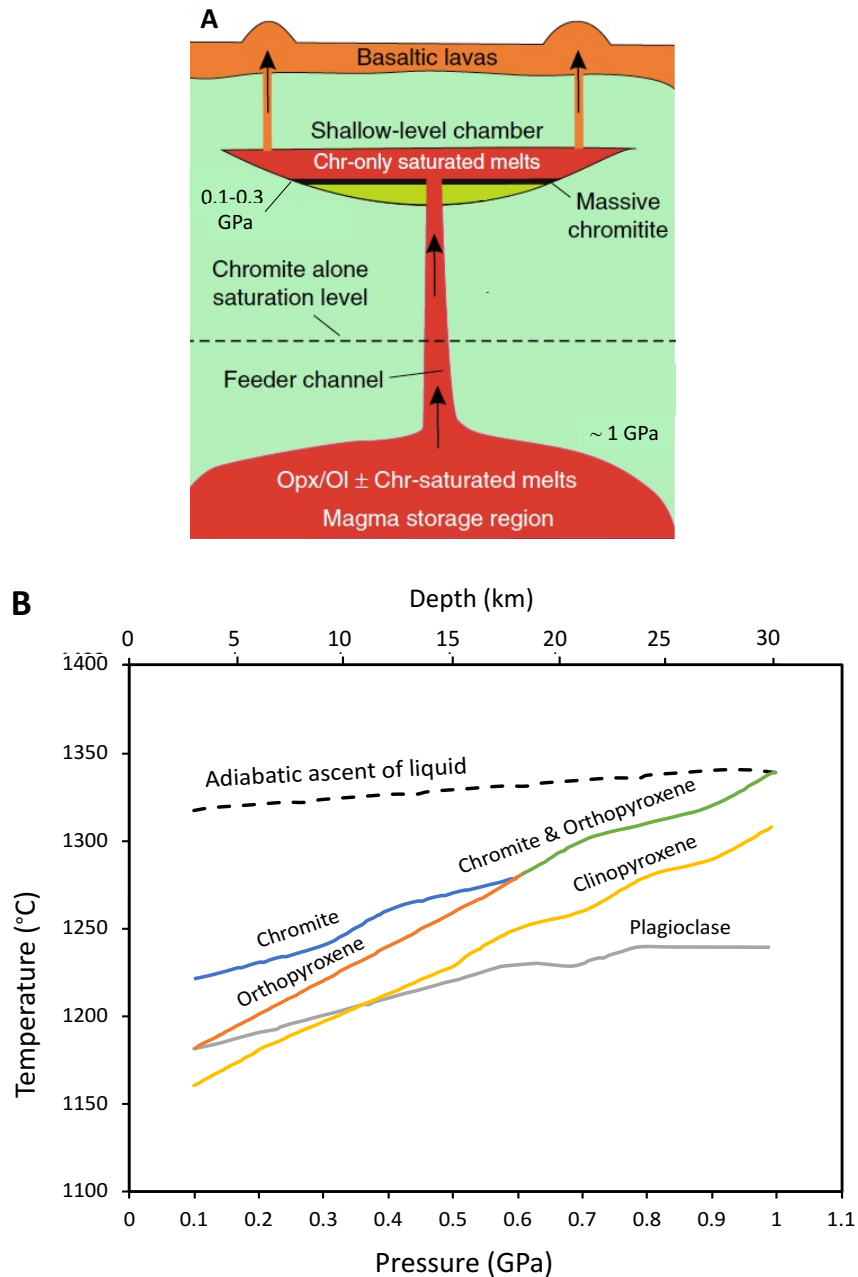 A
Basaltic lavas
Shallow-level chamber
Chr-only saturated melts
0.1-0.3
GPa
Massive
chromitite
Chromite alone
saturation level
Feeder channel
~ 1 GPa
Opx/Ol ± Chr-saturated melts
Magma storage region
B
Depth (km)
0 5 10 15 20 25 30
1400
1350
1300
1250
1200
1150
1100
Temperature (°C)
Adiabatic ascent of liquid
Chromite & Orthopyroxene
Clinopyroxene
Chromite
Orthopyroxene
Plagioclase
0 0.1 0.2 0.3 0.4 0.5 0.6 0.7 0.8 0.9 1 1.1
Pressure (GPa)